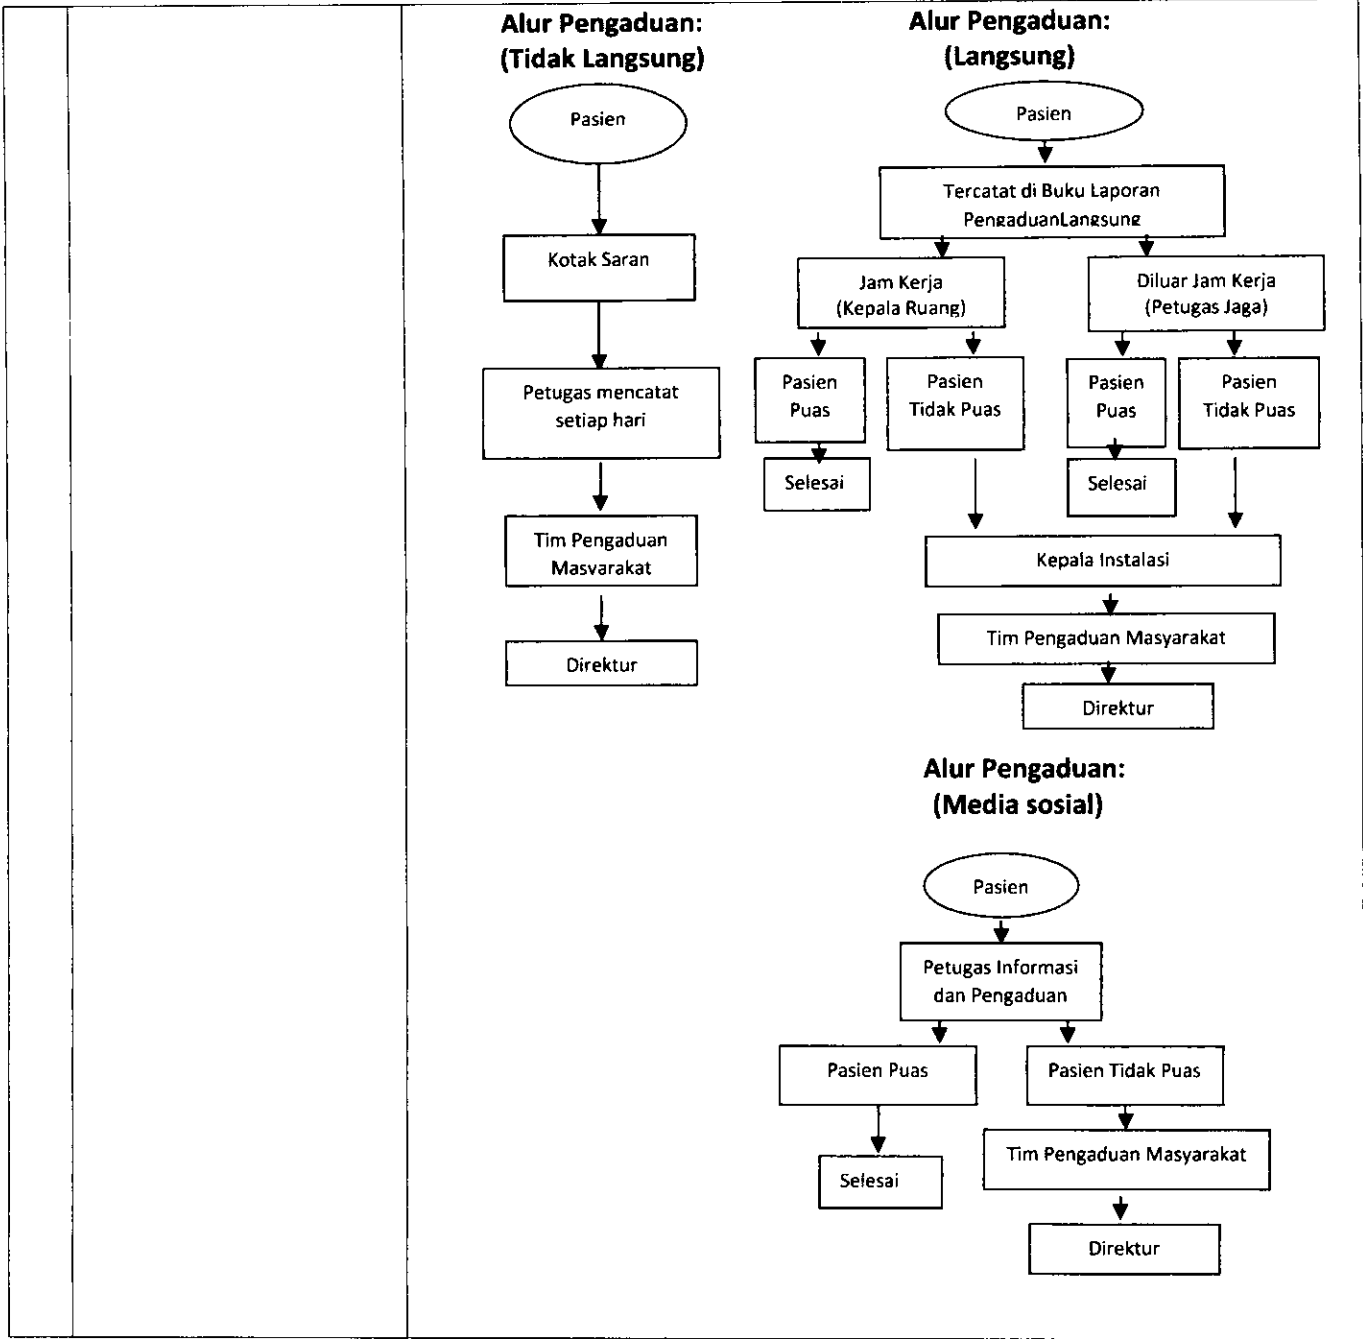 Alur Pengaduan:
(Tidak Langsung)
Pasien
Kotak Saran
Petugas mencatat
setiap hari
Tim Pengaduan
Masyarakat
Direktur
Alur Pengaduan:
(Langsung)
Pasien
Tercatat di Buku Laporan
PengaduanLangsung
Jam Kerja
(Kepala Ruang)
Diluar Jam Kerja
(Petugas Jaga)
Pasien
Puas
Pasien
Tidak Puas
Pasien
Puas
Pasien
Tidak Puas
Selesai
Selesai
Kepala Instalasi
Tim Pengaduan Masyarakat
Direktur
Alur Pengaduan:
(Media sosial)
Pasien
Petugas Informasi
dan Pengaduan
Pasien Puas
Pasien Tidak Puas
Selesai
Tim Pengaduan Masyarakat
Direktur